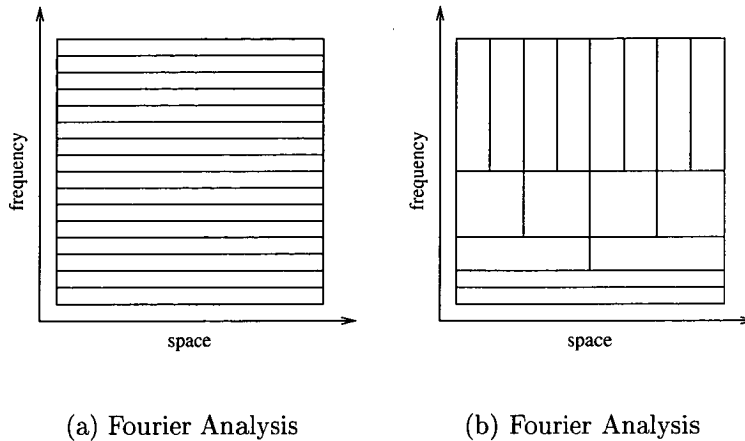 frequency
space
(a) Fourier Analysis
frequency
space
(b) Fourier Analysis